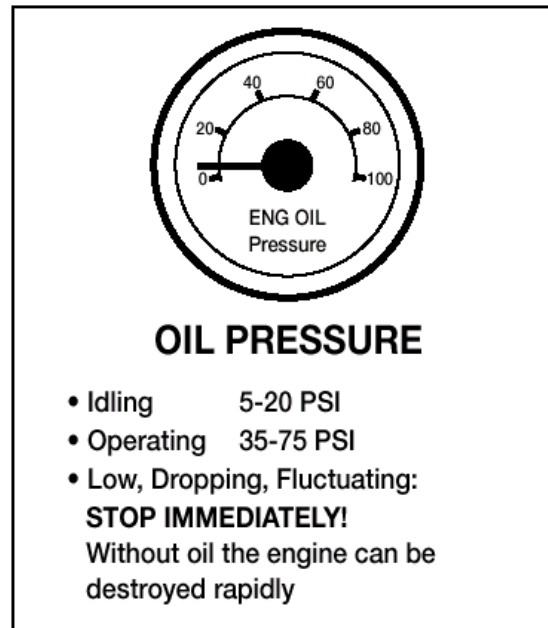 40 60
20 80
0 100
ENG OIL
Pressure
OIL PRESSURE
• Idling 5-20 PSI
• Operating 35-75 PSI
• Low, Dropping, Fluctuating:
STOP IMMEDIATELY!
Without oil the engine can be
destroyed rapidly